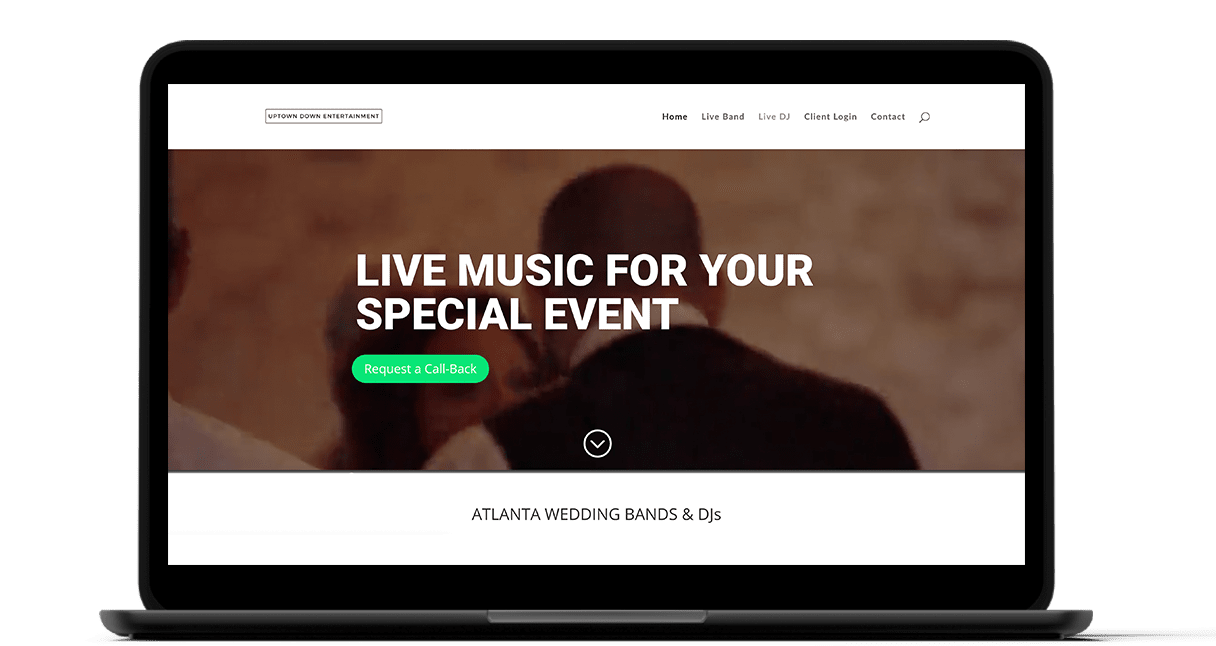 UPTOWN DOWN ENTERTAINMENT
Home Live Band Live DJ Client Login Contact
LIVE MUSIC FOR YOUR
SPECIAL EVENT
Request a Call-Back
ATLANTA WEDDING BANDS & DJs